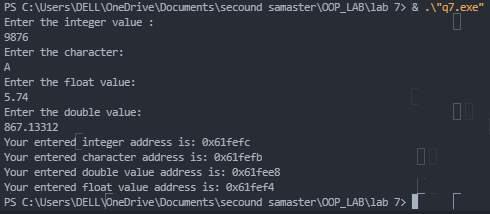 PS C:\Users\DELL\OneDrive\Documents\secound samaster\OOP_LAB\lab 7> & .\"q7.exe"
Enter the integer value :
9876
Enter the character:
A
Enter the float value:
5.74
Enter the double value:
867.13312
Your entered integer address is: 0x61fefc
Your entered character address is: 0x61fefb
Your entered double value address is: 0x61fee8
Your entered float value address is: 0x61fef4
PS C:\Users\DELL\OneDrive\Documents\secound samaster\OOP_LAB\lab 7>